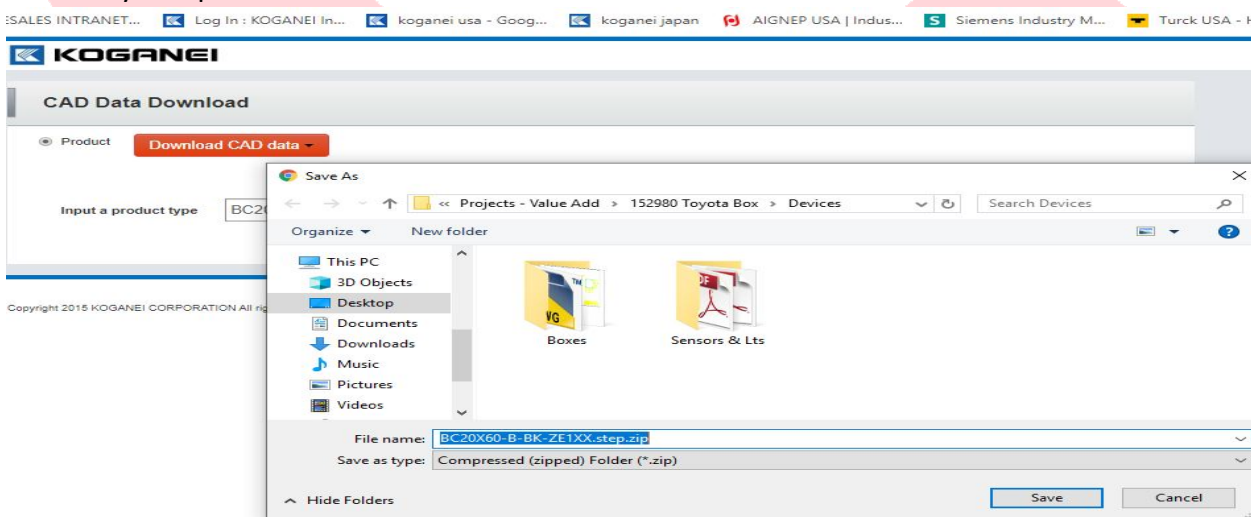 ESALES INTRANET... Log In : KOGANEI In... koganei usa - Goog... koganei japan AIGNEP USA | Indus... S Siemens Industry M... Turck USA - H
KOGANEI
CAD Data Download
Product Download CAD data
Save As
« Projects - Value Add > 152980 Toyota Box > Devices Search Devices
Input a product type BC20
Organize New folder
This PC
3D Objects
Desktop
Documents
Downloads
Music
Pictures
Videos
Boxes Sensors & Lts
Copyright 2015 KOGANEI CORPORATION All rig
File name: BC20X60-B-BK-ZE1XX.step.zip
Save as type: Compressed (zipped) Folder (*.zip)
Hide Folders Save Cancel